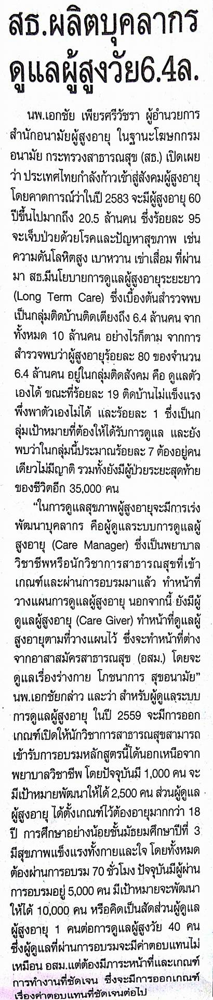 สธ.ผลิตบุคลากร
ดูแลผู้สูงวัย6.4ล.
นพ.เอกชัย เพียรศรีวัชรา ผู้อำนวยการ
สำนักอนามัยผู้สูงอายุ ในฐานะโฆษกกรม
อนามัย กระทรวงสาธารณสุข (สธ.) เปิดเผย
ว่า ประเทศไทยกำลังก้าวเข้าสู่สังคมผู้สูงอายุ
โดยคาดการณ์ว่าในปี 2583 จะมีผู้สูงอายุ 60
ปีขึ้นไปมากถึง 20.5 ล้านคน ซึ่งร้อยละ 95
จะเจ็บป่วยด้วยโรคและปัญหาสุขภาพ เช่น
ความดันโลหิตสูง เบาหวาน เข่าเสื่อม ที่ผ่าน
มา สธ.มีนโยบายการดูแลผู้สูงอายุระยะยาว
(Long Term Care) ซึ่งเบื้องต้นสำรวจพบ
เป็นกลุ่มติดบ้านติดเตียงถึง 6.4 ล้านคน จาก
ทั้งหมด 10 ล้านคน อย่างไรก็ตาม จากการ
สำรวจพบว่าผู้สูงอายุร้อยละ 80 ของจำนวน
6.4 ล้านคน อยู่ในกลุ่มติดสังคม คือ ดูแลตัว
เองได้ ขณะที่ร้อยละ 19 ติดบ้านไม่แข็งแรง
พึ่งพาตัวเองไม่ได้ และร้อยละ 1 ซึ่งเป็นก
ลุ่มเป้าหมายที่ต้องให้ได้รับการดูแล และยัง
พบว่าในกลุ่มนี้ประมาณร้อยละ 7 ต้องอยู่คน
เดียวไม่มีญาติ รวมทั้งยังมีผู้ป่วยระยะสุดท้าย
ของชีวิตอีก 35,000 คน
"ในการดูแลสุขภาพผู้สูงอายุจะมีการเร่ง
พัฒนาบุคลากร คือผู้ดูแลระบบการดูแลผู้
สูงอายุ (Care Manager) ซึ่งเป็นพยาบาล
วิชาชีพหรือนักวิชาการสาธารณสุขที่เข้า
เกณฑ์และผ่านการอบรมมาแล้ว ทำหน้าที่
วางแผนการดูแลผู้สูงอายุ นอกจากนี้ ยังมีผู้
ดูแลผู้สูงอายุ (Care Giver) ทำหน้าที่ดูแลผู้
สูงอายุตามที่วางแผนไว้ ซึ่งจะทำหน้าที่ต่าง
จากอาสาสมัครสาธารณสุข (อสม.) โดยจะ
ดูแลเรื่องร่างกาย โภชนาการ สุขอนามัย"
นพ.เอกชัยกล่าว และว่า สำหรับผู้ดูแลระบบ
การดูแลผู้สูงอายุ ในปี 2559 จะมีการออก
เกณฑ์เปิดให้นักวิชาการสาธารณสุขสามารถ
เข้ารับการอบรมหลักสูตรนี้ได้นอกเหนือจาก
พยาบาลวิชาชีพ โดยปัจจุบันมี 1,000 คน จะ
มีเป้าหมายพัฒนาให้ได้ 2,500 คน ส่วนผู้ดูแล
ผู้สูงอายุ ได้ตั้งเกณฑ์ไว้ต้องอายุมากกว่า 18
ปี การศึกษาอย่างน้อยชั้นมัธยมศึกษาปีที่ 3
มีสุขภาพแข็งแรงทั้งกายและใจ โดยทั้งหมด
ต้องผ่านการอบรม 70 ชั่วโมง ปัจจุบันมีผู้ผ่าน
การอบรมอยู่ 5,000 คน มีเป้าหมายจะพัฒนา
ให้ได้ 10,000 คน หรือคิดเป็นสัดส่วนผู้ดูแล
ผู้สูงอายุ 1 คนต่อการดูแลผู้สูงวัย 40 คน
ซึ่งผู้ดูแลที่ผ่านการอบรมจะมีค่าตอบแทนไม่
เหมือน อสม.แต่ต้องมีภาระหน้าที่และเกณฑ์
การทำงานที่ชัดเจน ซึ่งจะมีการออกเกณฑ์
เรื่องค่าตอบแทนที่ชัดเจนต่อไป